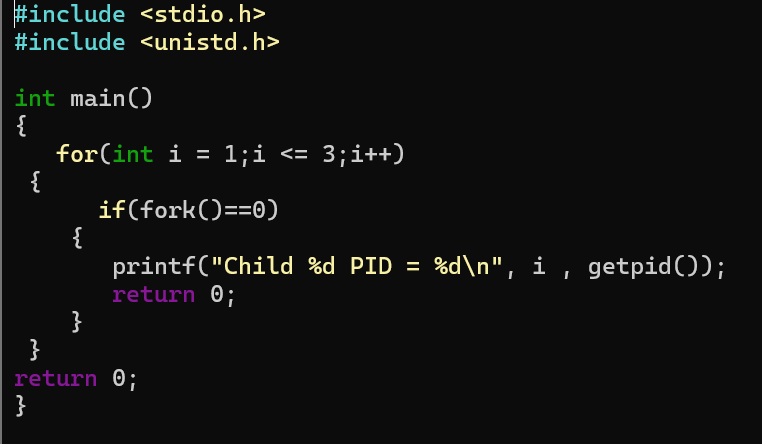 #include <stdio.h>
#include <unistd.h>

int main()
{
   for(int i = 1;i <= 3;i++)
 {
      if(fork()==0)
    {
       printf("Child %d PID = %d\n", i , getpid());
       return 0;
    }
 }
return 0;
}